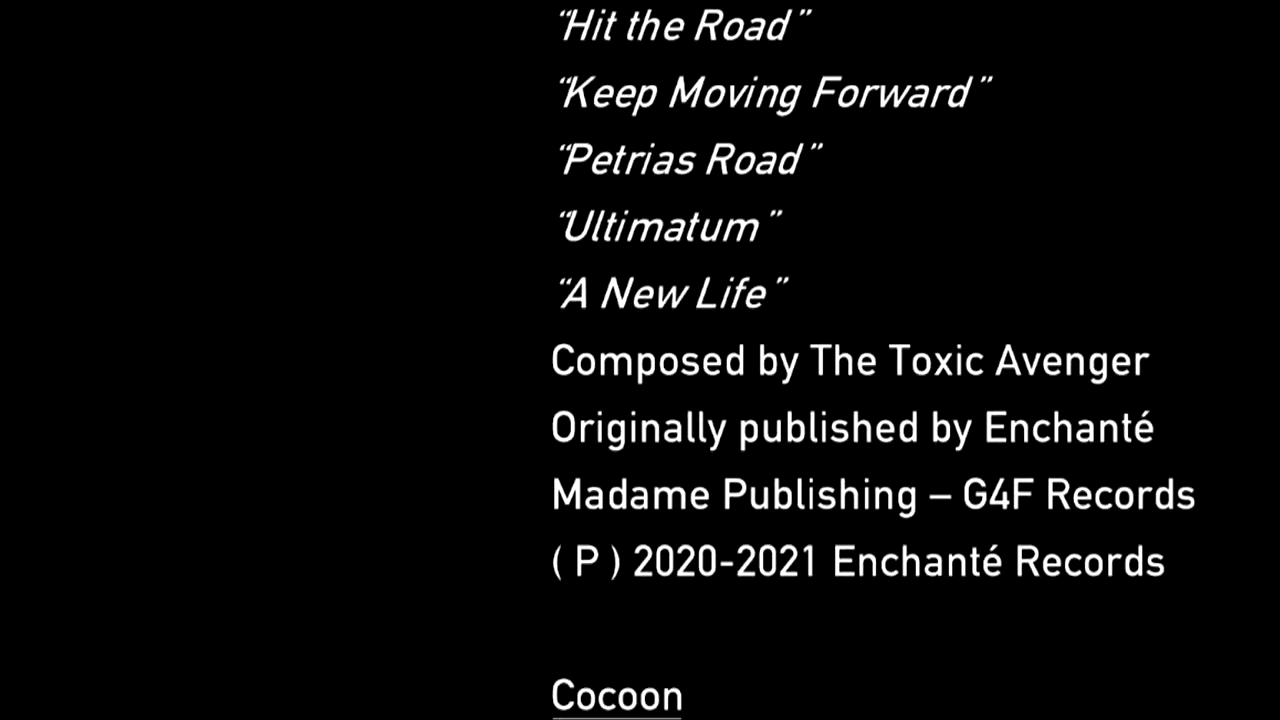 “Hit the Road”
“Keep Moving Forward”
“Petrias Road”
“Ultimatum”
“A New Life”
Composed by The Toxic Avenger
Originally published by Enchanté
Madame Publishing – G4F Records
( P ) 2020-2021 Enchanté Records
Cocoon